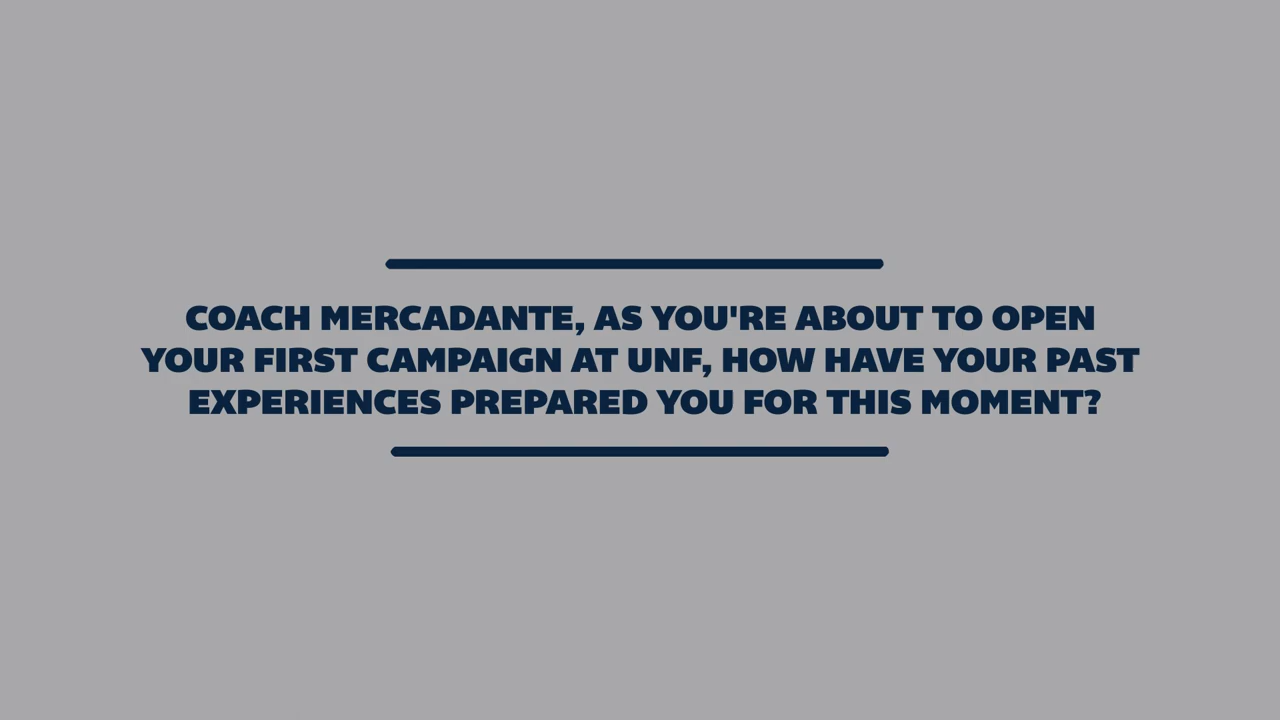 COACH MERCADANTE, AS YOU'RE ABOUT TO OPEN
YOUR FIRST CAMPAIGN AT UNF, HOW HAVE YOUR PAST
EXPERIENCES PREPARED YOU FOR THIS MOMENT?